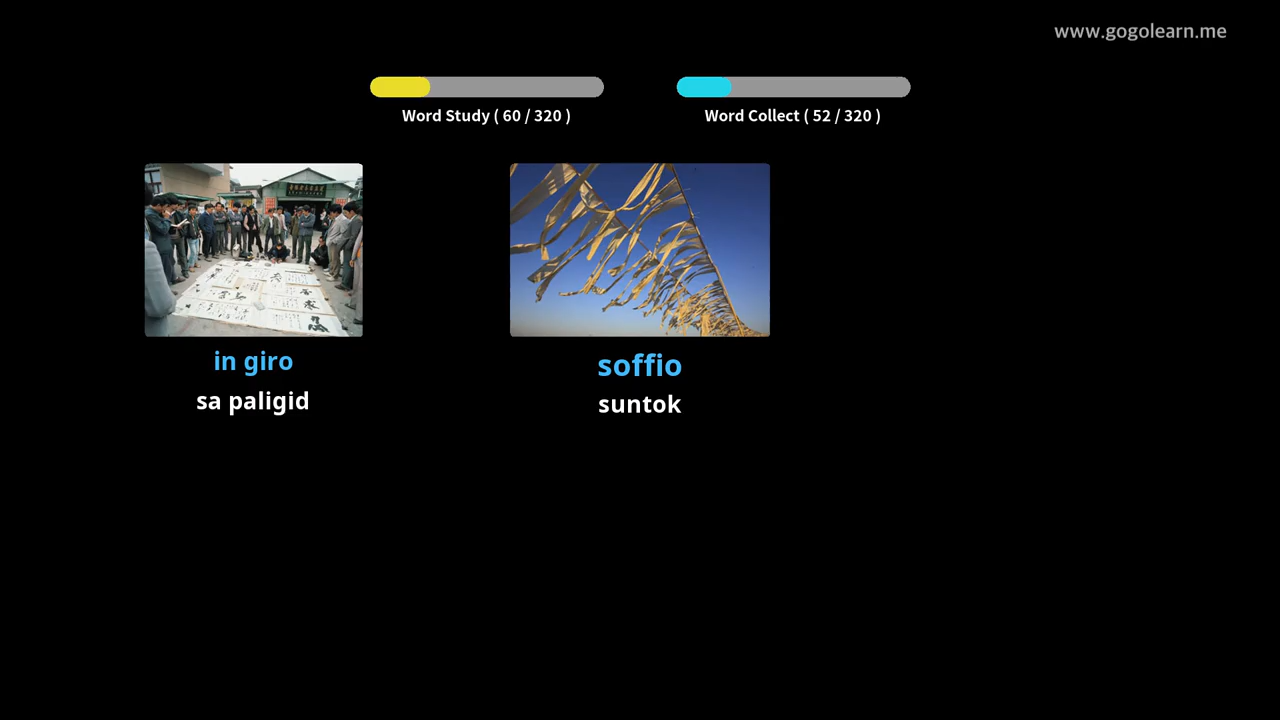 www.gogolearn.me
Word Study ( 60 / 320 )
Word Collect ( 52 / 320 )
in giro
sa paligid
soffio
suntok